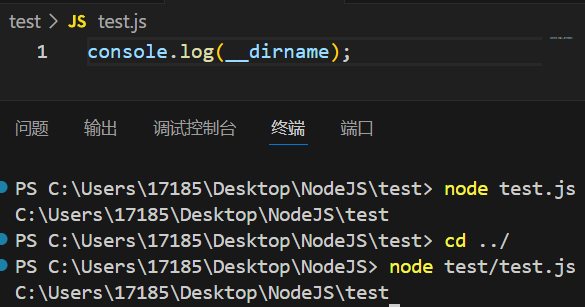 test > JS test.js
1 console.log(__dirname);
问题 输出 调试控制台 终端 端口
PS C:\Users\17185\Desktop\NodeJS\test> node test.js
C:\Users\17185\Desktop\NodeJS\test
PS C:\Users\17185\Desktop\NodeJS\test> cd ../
PS C:\Users\17185\Desktop\NodeJS> node test/test.js
C:\Users\17185\Desktop\NodeJS\test